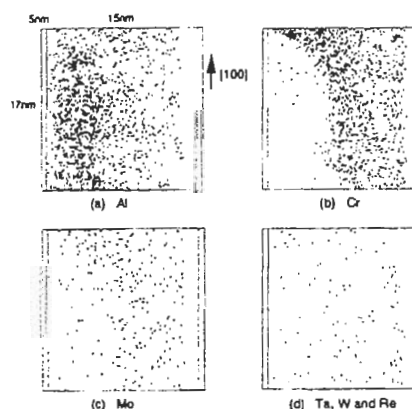 5nm 15nm
17nm
[100]
(a) Al
(b) Cr
(c) Mo
(d) Ta, W and Re